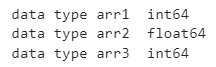 data type arr1  int64
data type arr2  float64
data type arr3  int64